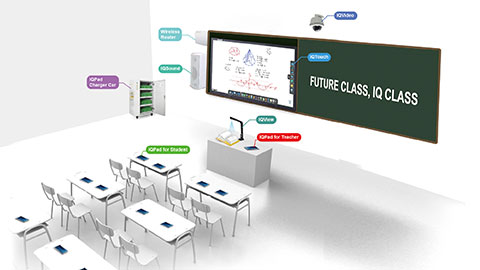 IQVideo
Wireless
Router
IQSound
IQTouch
FUTURE CLASS, IQ CLASS
IQPad
Charger Car
IQView
IQPad for Teacher
IQPad for Student